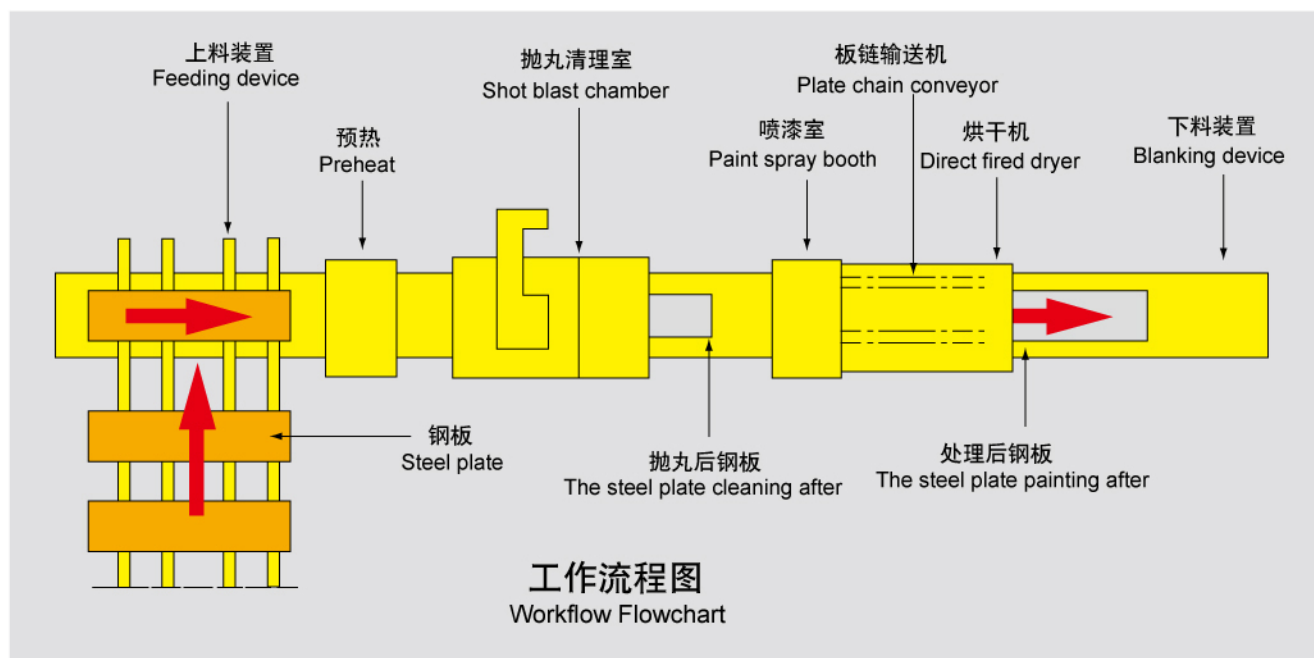 上料装置
Feeding device
预热
Preheat
抛丸清理室
Shot blast chamber
喷漆室
Paint spray booth
板链输送机
Plate chain conveyor
烘干机
Direct fired dryer
下料装置
Blanking device
钢板
Steel plate
抛丸后钢板
The steel plate cleaning after
处理后钢板
The steel plate painting after
工作流程图
Workflow Flowchart